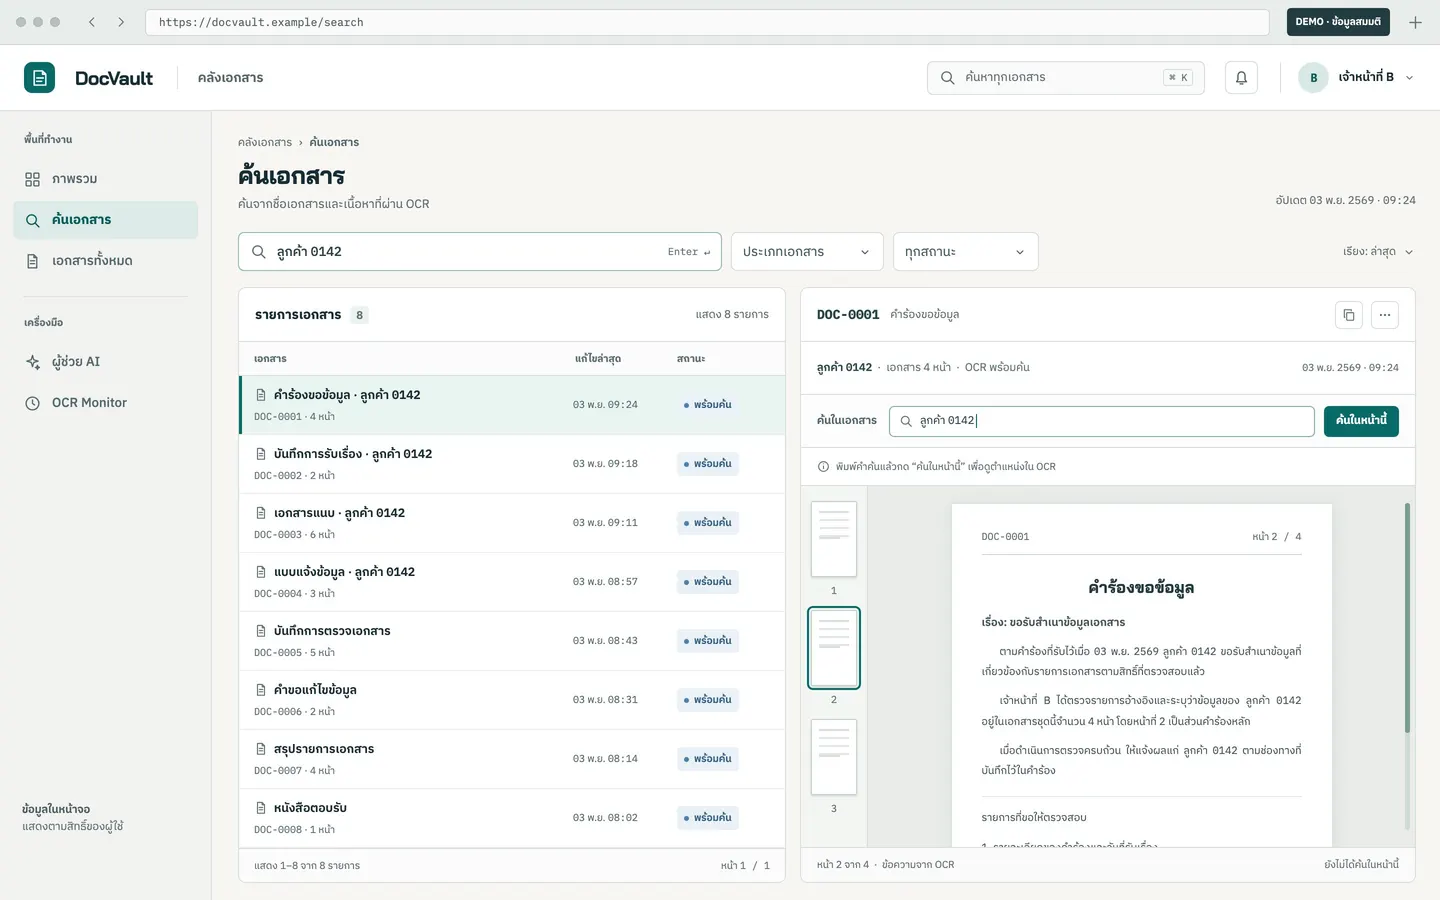 https://docvault.example/search
DEMO · ข้อมูลสมมติ
DocVault
คลังเอกสาร
ค้นหาทุกเอกสาร
⌘ K
B
เจ้าหน้าที่ B
พื้นที่ทำงาน
ภาพรวม
ค้นเอกสาร
เอกสารทั้งหมด
เครื่องมือ
ผู้ช่วย AI
OCR Monitor
ข้อมูลในหน้าจอ
แสดงตามสิทธิ์ของผู้ใช้
คลังเอกสาร › ค้นเอกสาร
ค้นเอกสาร
ค้นจากชื่อเอกสารและเนื้อหาที่ผ่าน OCR
อัปเดต 03 พ.ย. 2569 · 09:24
ลูกค้า 0142
Enter ↵
ประเภทเอกสาร
ทุกสถานะ
เรียง: ล่าสุด
รายการเอกสาร 8
แสดง 8 รายการ
เอกสาร แก้ไขล่าสุด สถานะ
คำร้องขอข้อมูล · ลูกค้า 0142
DOC-0001 · 4 หน้า
03 พ.ย. 09:24
พร้อมค้น
บันทึกการรับเรื่อง · ลูกค้า 0142
DOC-0002 · 2 หน้า
03 พ.ย. 09:18
พร้อมค้น
เอกสารแนบ · ลูกค้า 0142
DOC-0003 · 6 หน้า
03 พ.ย. 09:11
พร้อมค้น
แบบแจ้งข้อมูล · ลูกค้า 0142
DOC-0004 · 3 หน้า
03 พ.ย. 08:57
พร้อมค้น
บันทึกการตรวจเอกสาร
DOC-0005 · 5 หน้า
03 พ.ย. 08:43
พร้อมค้น
คำขอแก้ไขข้อมูล
DOC-0006 · 2 หน้า
03 พ.ย. 08:31
พร้อมค้น
สรุปรายการเอกสาร
DOC-0007 · 4 หน้า
03 พ.ย. 08:14
พร้อมค้น
หนังสือตอบรับ
DOC-0008 · 1 หน้า
03 พ.ย. 08:02
พร้อมค้น
แสดง 1–8 จาก 8 รายการ
หน้า 1 / 1
DOC-0001 คำร้องขอข้อมูล
ลูกค้า 0142 · เอกสาร 4 หน้า · OCR พร้อมค้น
03 พ.ย. 2569 · 09:24
ค้นในเอกสาร
ลูกค้า 0142
ค้นในหน้านี้
พิมพ์คำค้นแล้วกด “ค้นในหน้านี้” เพื่อดูตำแหน่งใน OCR
1
2
3
DOC-0001
หน้า 2 / 4
คำร้องขอข้อมูล
เรื่อง: ขอรับสำเนาข้อมูลเอกสาร
ตามคำร้องที่รับไว้เมื่อ 03 พ.ย. 2569 ลูกค้า 0142 ขอรับสำเนาข้อมูลที่
เกี่ยวข้องกับรายการเอกสารตามสิทธิ์ที่ตรวจสอบแล้ว
เจ้าหน้าที่ B ได้ตรวจรายการอ้างอิงและระบุว่าข้อมูลของ ลูกค้า 0142
อยู่ในเอกสารชุดนี้จำนวน 4 หน้า โดยหน้าที่ 2 เป็นส่วนคำร้องหลัก
เมื่อดำเนินการตรวจครบถ้วน ให้แจ้งผลแก่ ลูกค้า 0142 ตามช่องทางที่
บันทึกไว้ในคำร้อง
รายการที่ขอให้ตรวจสอบ
หน้า 2 จาก 4 · ข้อความจาก OCR
ยังไม่ได้ค้นในหน้านี้